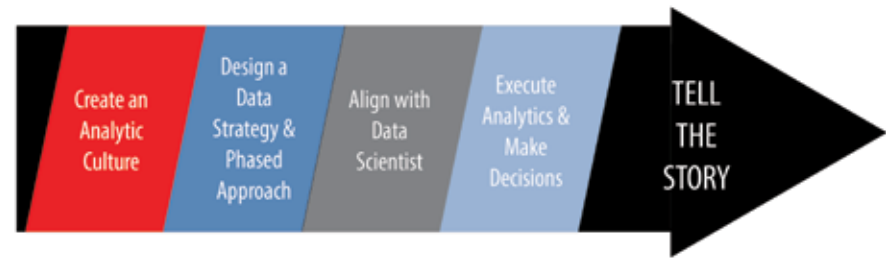 Create an
Analytic
Culture
Design a
Data
Strategy &
Phased
Approach
Align with
Data
Scientist
Execute
Analytics &
Make
Decisions
TELL
THE
STORY